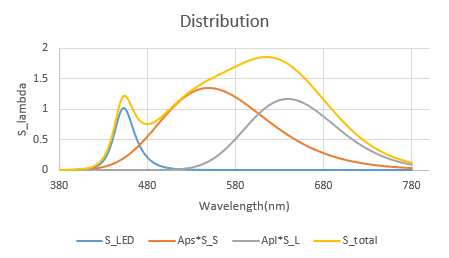 Distribution
2
1.5
1
0.5
0
S_lambda
380 480 580 680 780
Wavelength(nm)
S_LED Aps*S_S Apl*S_L S_total